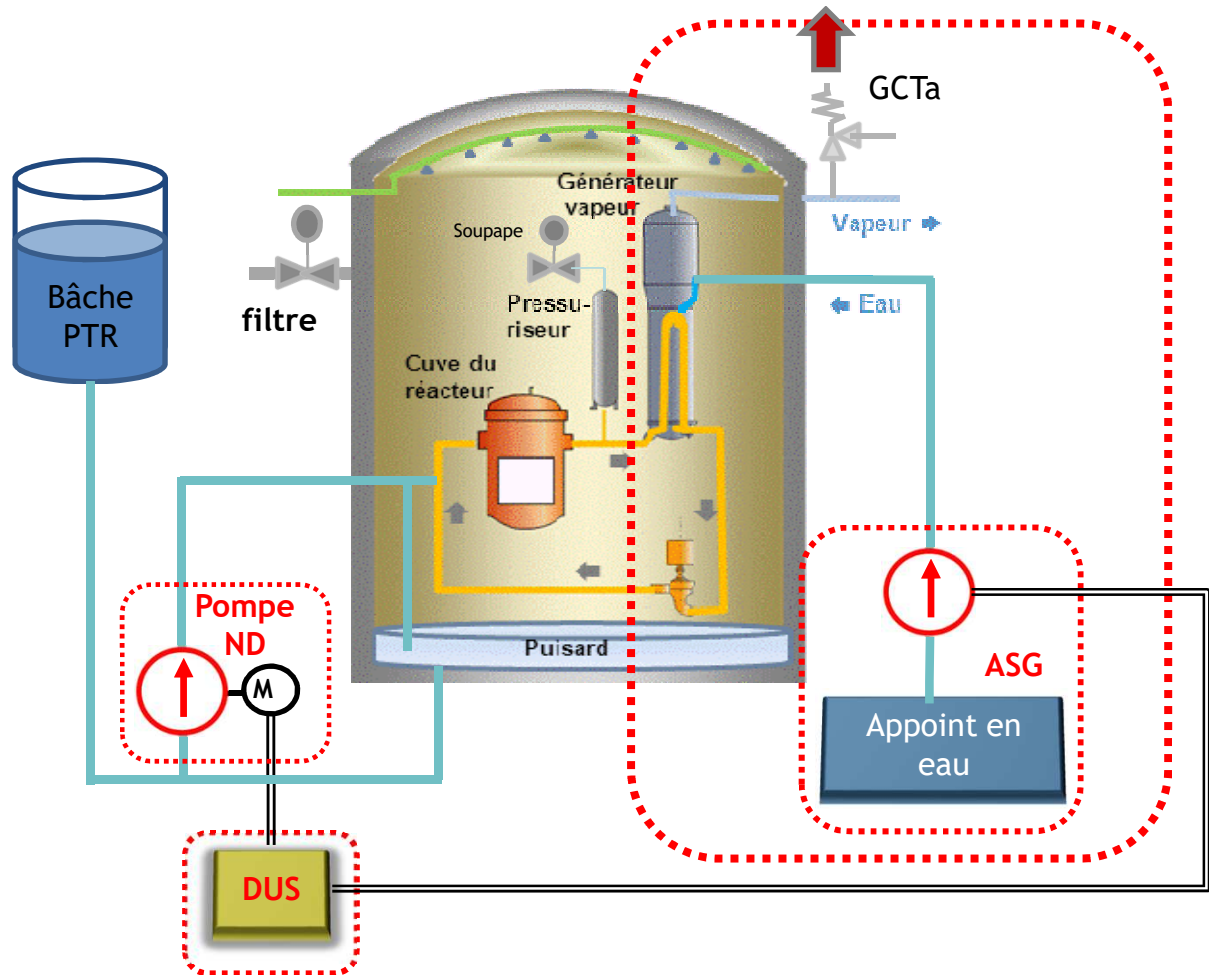 GCTa
Générateur
vapeur
Soupape
Vapeur
Bâche
PTR
filtre
Pressu-
riseur
Eau
Cuve du
réacteur
Pompe
ND
M
Puisard
ASG
Appoint en
eau
DUS